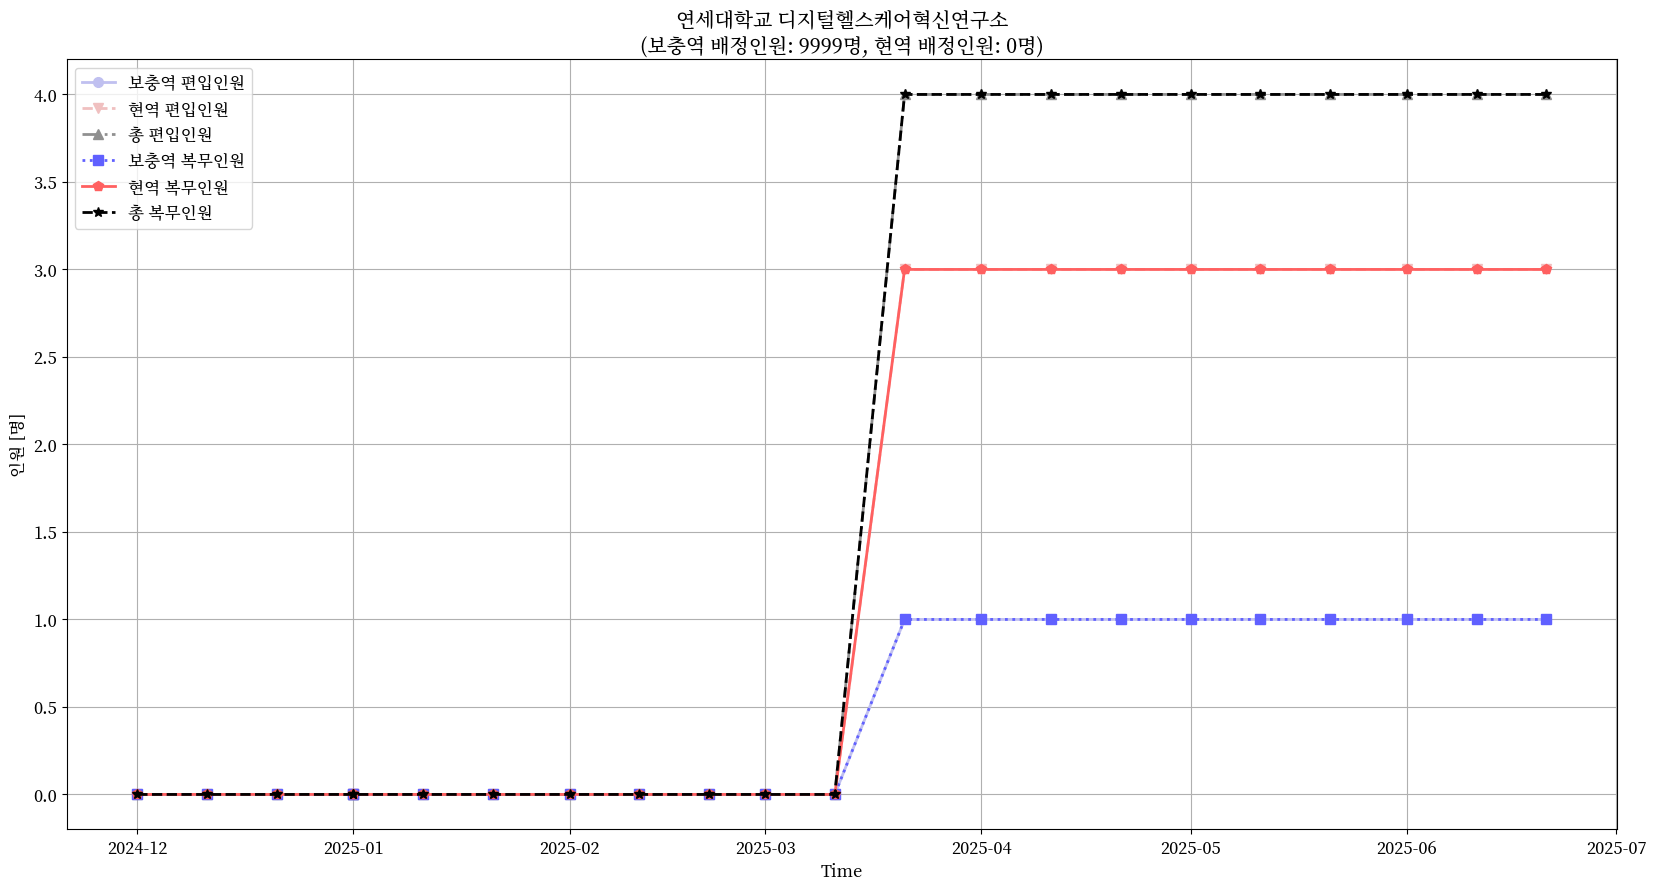 연세대학교 디지털헬스케어혁신연구소
(보충역 배정인원: 9999명, 현역 배정인원: 0명)
보충역 편입인원
현역 편입인원
총 편입인원
보충역 복무인원
현역 복무인원
총 복무인원
4.0
3.5
3.0
2.5
2.0
1.5
1.0
0.5
0.0
인원 [명]
2024-12
2025-01
2025-02
2025-03
2025-04
2025-05
2025-06
2025-07
Time